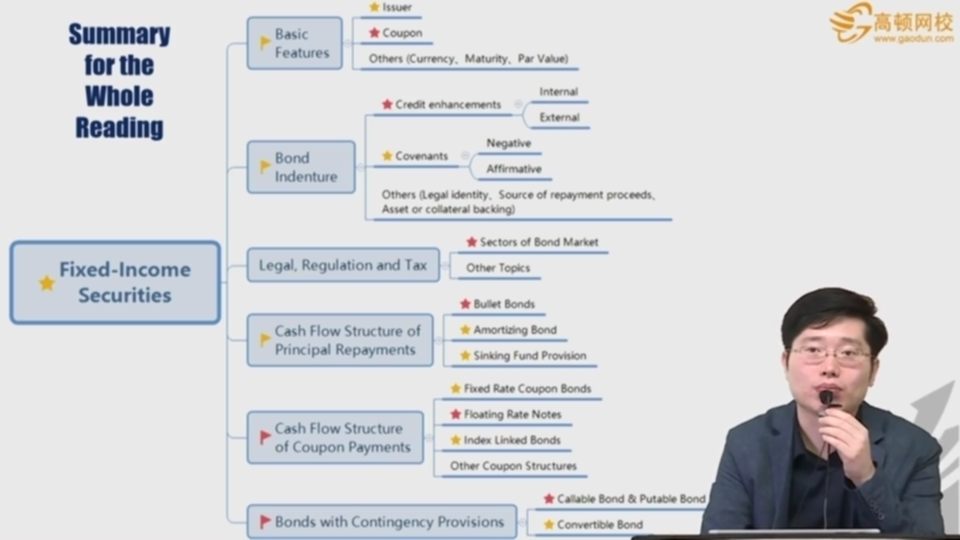 Summary
for the
Whole
Reading
高顿网校
www.gaodun.com
Fixed-Income
Securities
Basic
Features
Issuer
Coupon
Others (Currency、Maturity、Par Value)
Bond
Indenture
Credit enhancements
Internal
External
Covenants
Negative
Affirmative
Others (Legal identity、Source of repayment proceeds、
Asset or collateral backing)
Legal, Regulation and Tax
Sectors of Bond Market
Other Topics
Cash Flow Structure of
Principal Repayments
Bullet Bonds
Amortizing Bond
Sinking Fund Provision
Cash Flow Structure
of Coupon Payments
Fixed Rate Coupon Bonds
Floating Rate Notes
Index Linked Bonds
Other Coupon Structures
Bonds with Contingency Provisions
Callable Bond & Putable Bond
Convertible Bond